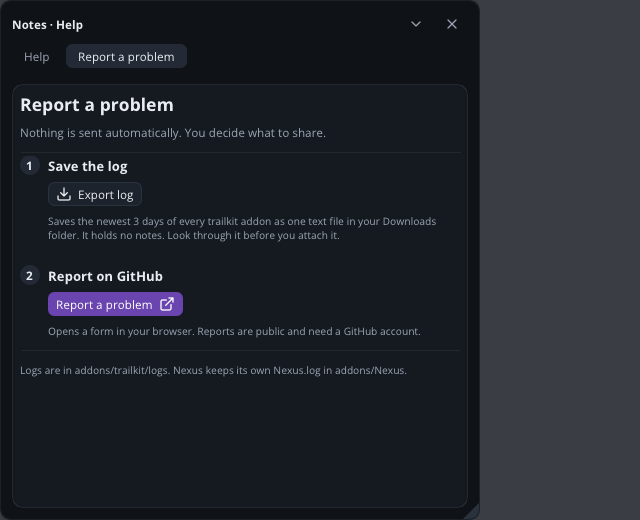 Notes · Help
Help
Report a problem
Report a problem
Nothing is sent automatically. You decide what to share.
1
Save the log
Export log
Saves the newest 3 days of every trailkit addon as one text file in your Downloads
folder. It holds no notes. Look through it before you attach it.
2
Report on GitHub
Report a problem
Opens a form in your browser. Reports are public and need a GitHub account.
Logs are in addons/trailkit/logs. Nexus keeps its own Nexus.log in addons/Nexus.